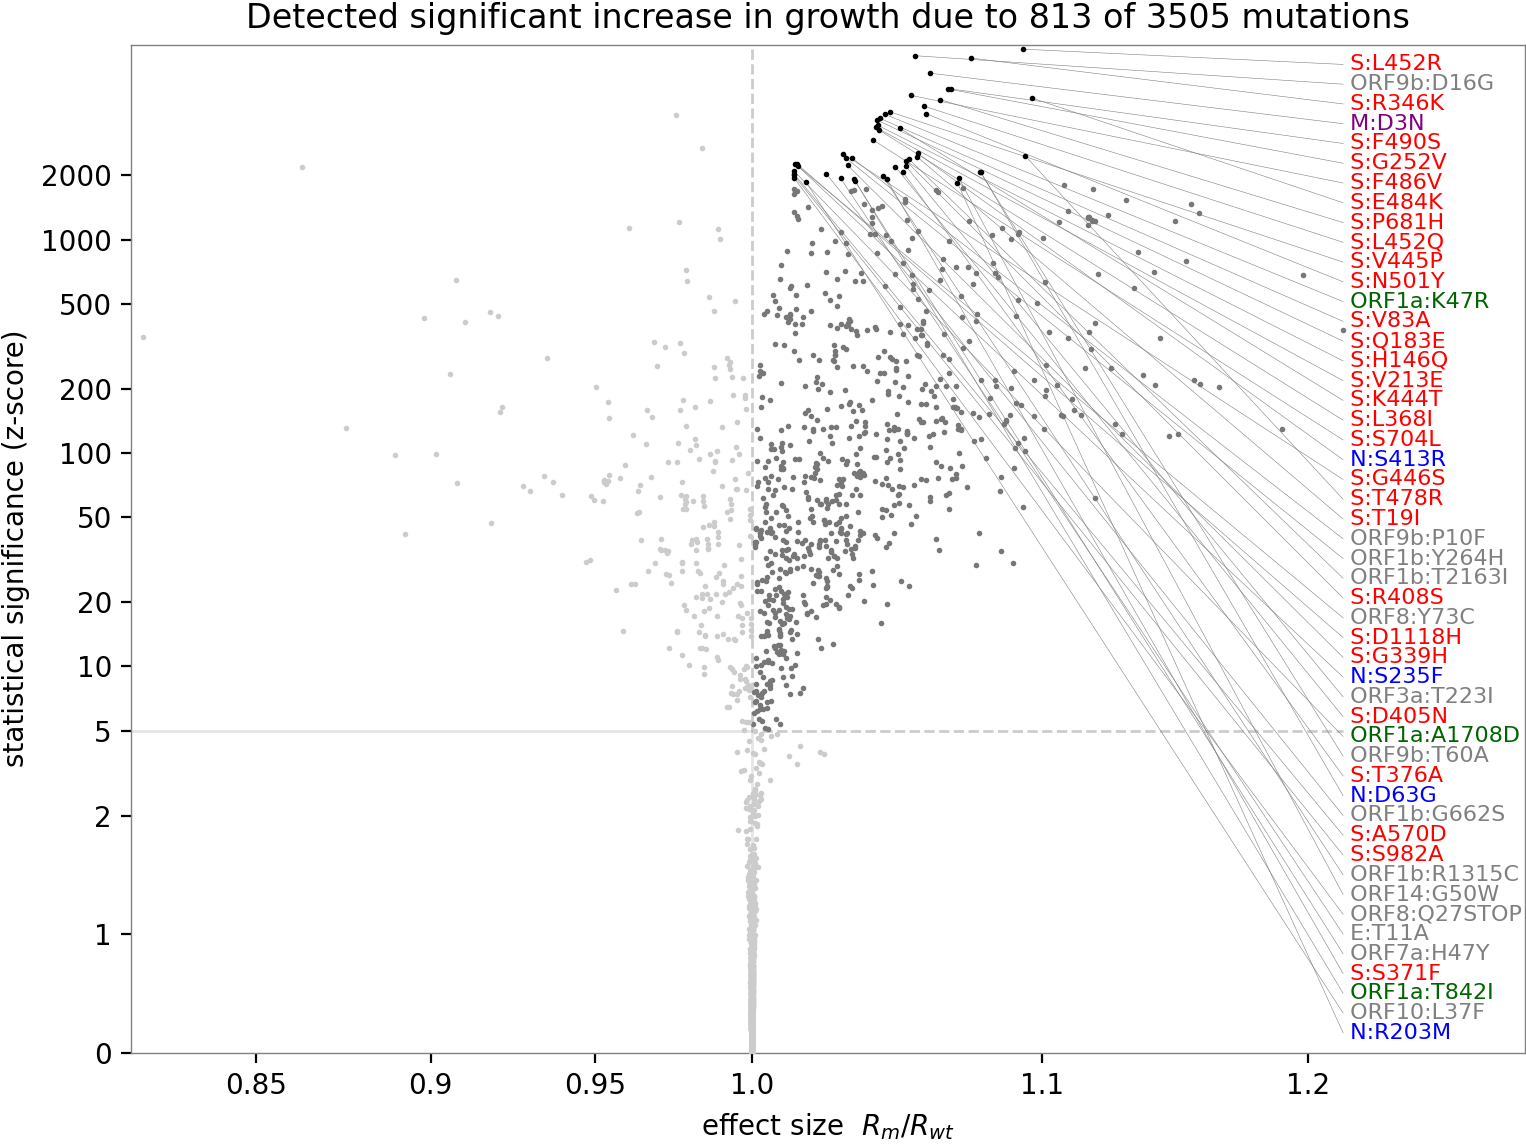 Detected significant increase in growth due to 813 of 3505 mutations
statistical significance (z-score)
2000
1000
500
200
100
50
20
10
5
2
1
0
S:L452R
ORF9b:D16G
S:R346K
M:D3N
S:F490S
S:G252V
S:F486V
S:E484K
S:P681H
S:L452Q
S:V445P
S:N501Y
ORF1a:K47R
S:V83A
S:Q183E
S:H146Q
S:V213E
S:K444T
S:L368I
S:S704L
N:S413R
S:G446S
S:T478R
S:T19I
ORF9b:P10F
ORF1b:Y264H
ORF1b:T2163I
S:R408S
ORF8:Y73C
S:D1118H
S:G339H
N:S235F
ORF3a:T223I
S:D405N
ORF1a:A1708D
ORF9b:T60A
S:T376A
N:D63G
ORF1b:G662S
S:A570D
S:S982A
ORF1b:R1315C
ORF14:G50W
ORF8:Q27STOP
E:T11A
ORF7a:H47Y
S:S371F
ORF1a:T842I
ORF10:L37F
N:R203M
0.85 0.9 0.95 1.0 1.1 1.2
effect size Rm/Rwt